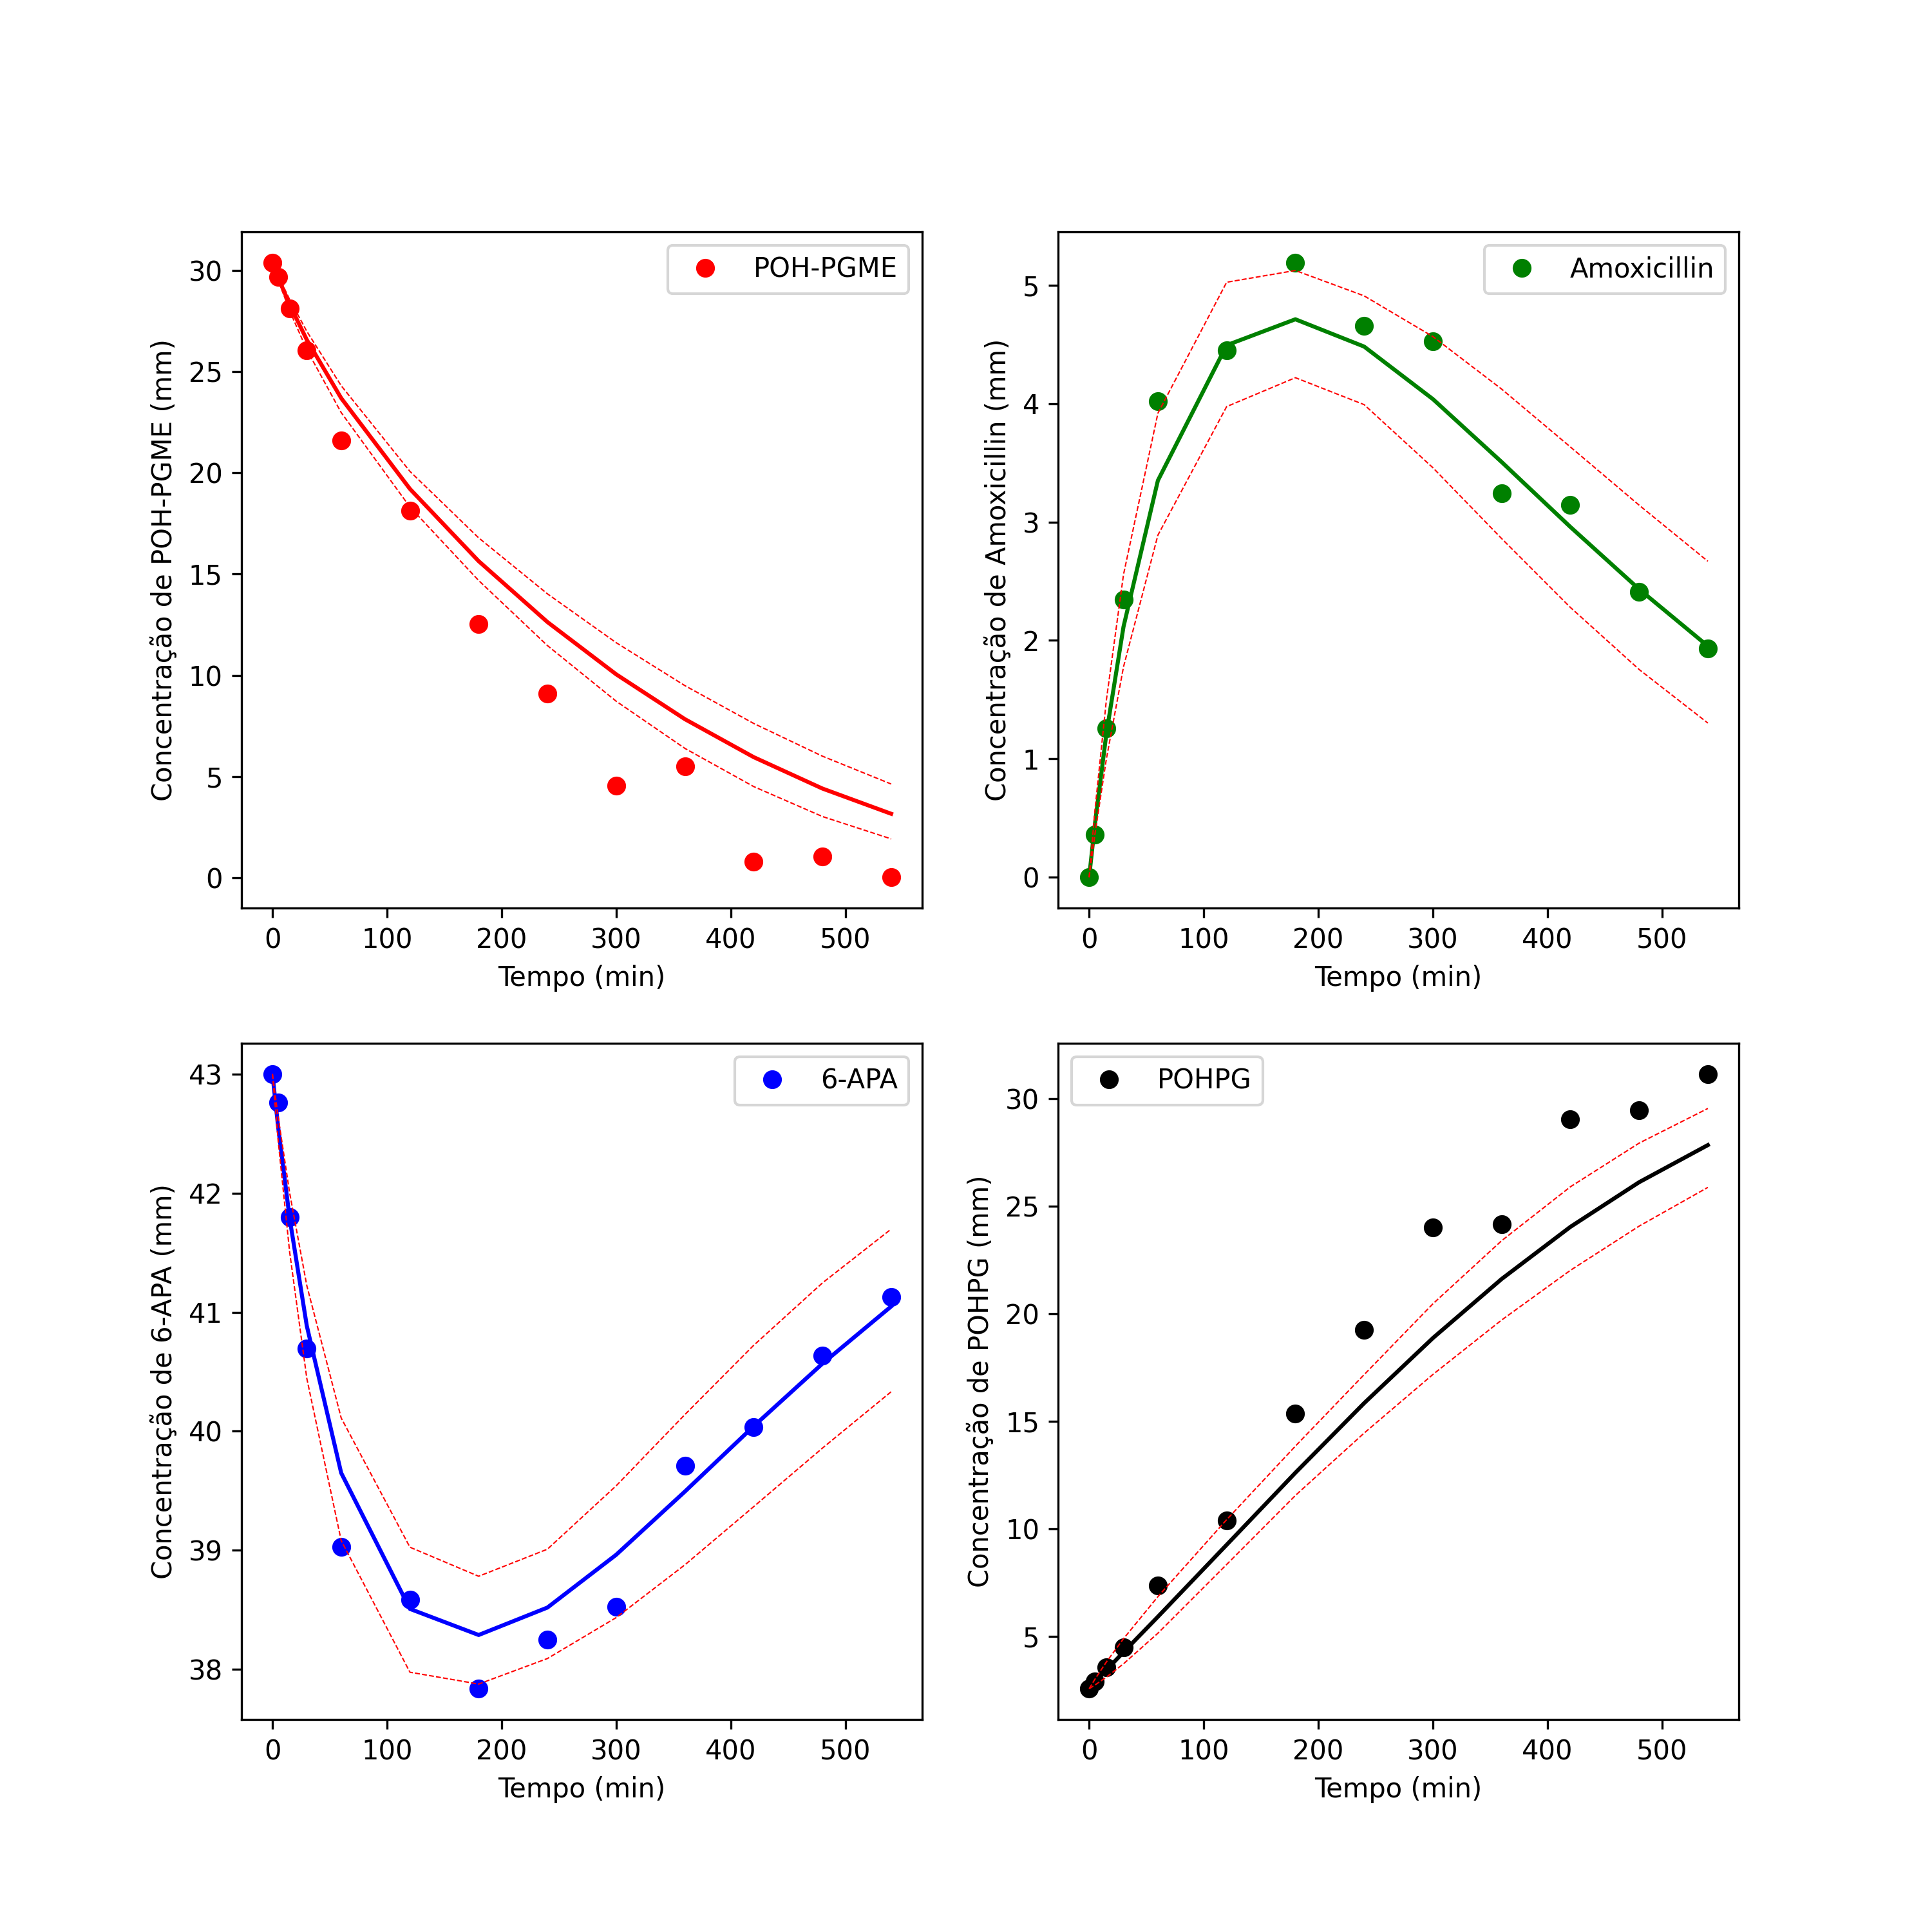 POH-PGME
Concentração de POH-PGME (mm)
30
25
20
15
10
5
0
0 100 200 300 400 500
Tempo (min)
Amoxicillin
Concentração de Amoxicillin (mm)
5
4
3
2
1
0
0 100 200 300 400 500
Tempo (min)
6-APA
Concentração de 6-APA (mm)
43
42
41
40
39
38
0 100 200 300 400 500
Tempo (min)
POHPG
Concentração de POHPG (mm)
30
25
20
15
10
5
0 100 200 300 400 500
Tempo (min)